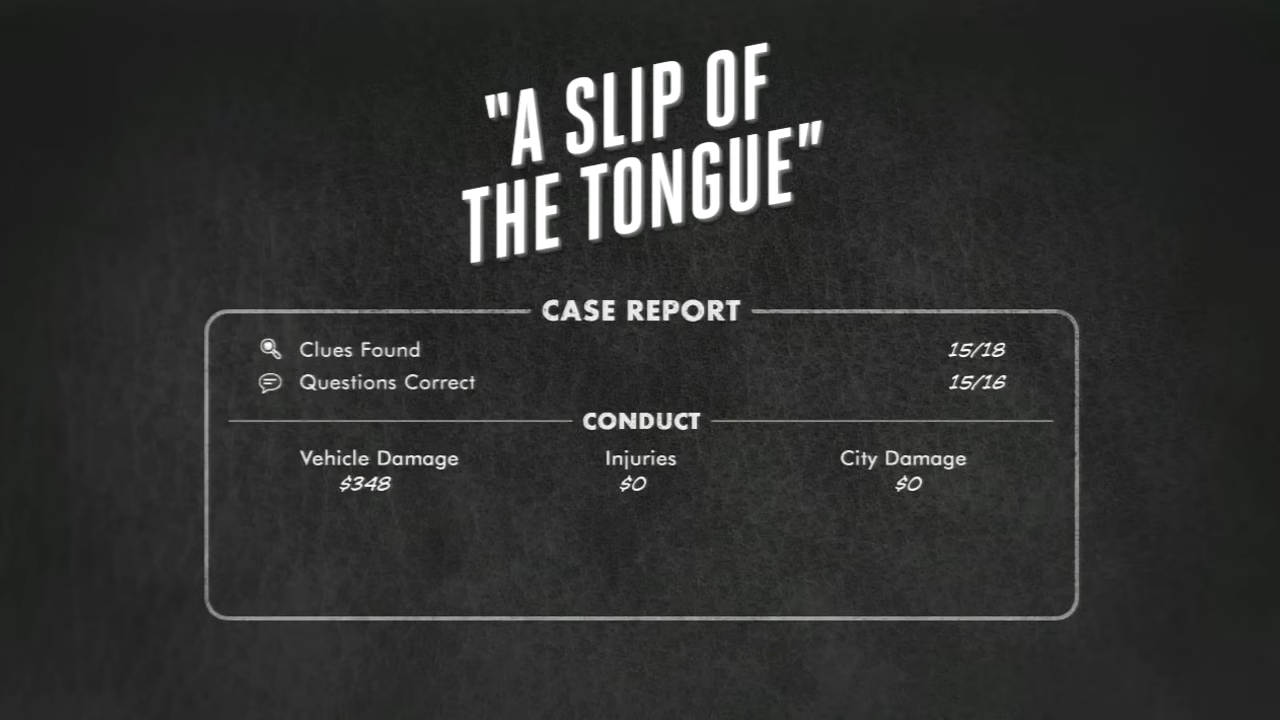 "A SLIP OF
THE TONGUE"
CASE REPORT
Clues Found 15/18
Questions Correct 15/16
CONDUCT
Vehicle Damage Injuries City Damage
$348 $0 $0